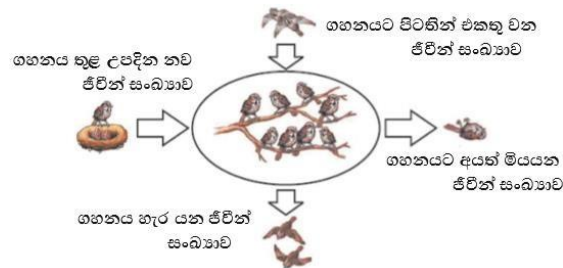 ගහනයට පිටතින් එකතු වන
ජීවීන් සංඛ්‍යාව
ගහනය තුළ උපදින නව
ජීවීන් සංඛ්‍යාව
ගහනයට අයත් මියයන
ජීවීන් සංඛ්‍යාව
ගහනය හැර යන ජීවීන්
සංඛ්‍යාව